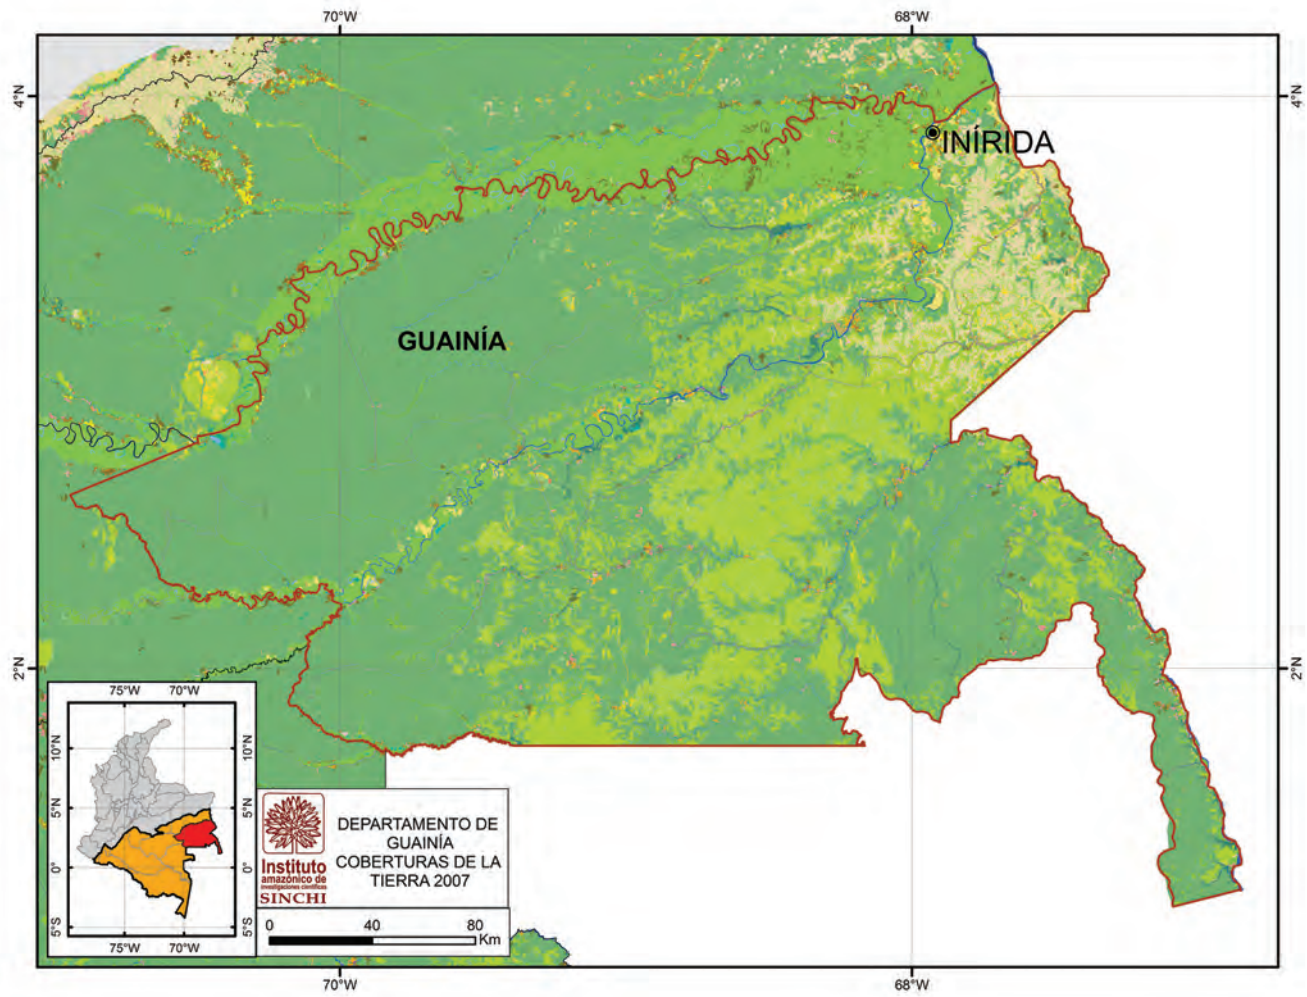 70°W
68°W
4°N
4°N
INÍRIDA
GUAINÍA
2°N
2°N
75°W
70°W
10°N
10°N
5°N
5°N
0°
0°
5°S
5°S
75°W
70°W
Instituto
amazónico de
investigaciones científicas
SINCHI
DEPARTAMENTO DE
GUAINÍA
COBERTURAS DE LA
TIERRA 2007
0
40
80
Km
70°W
68°W